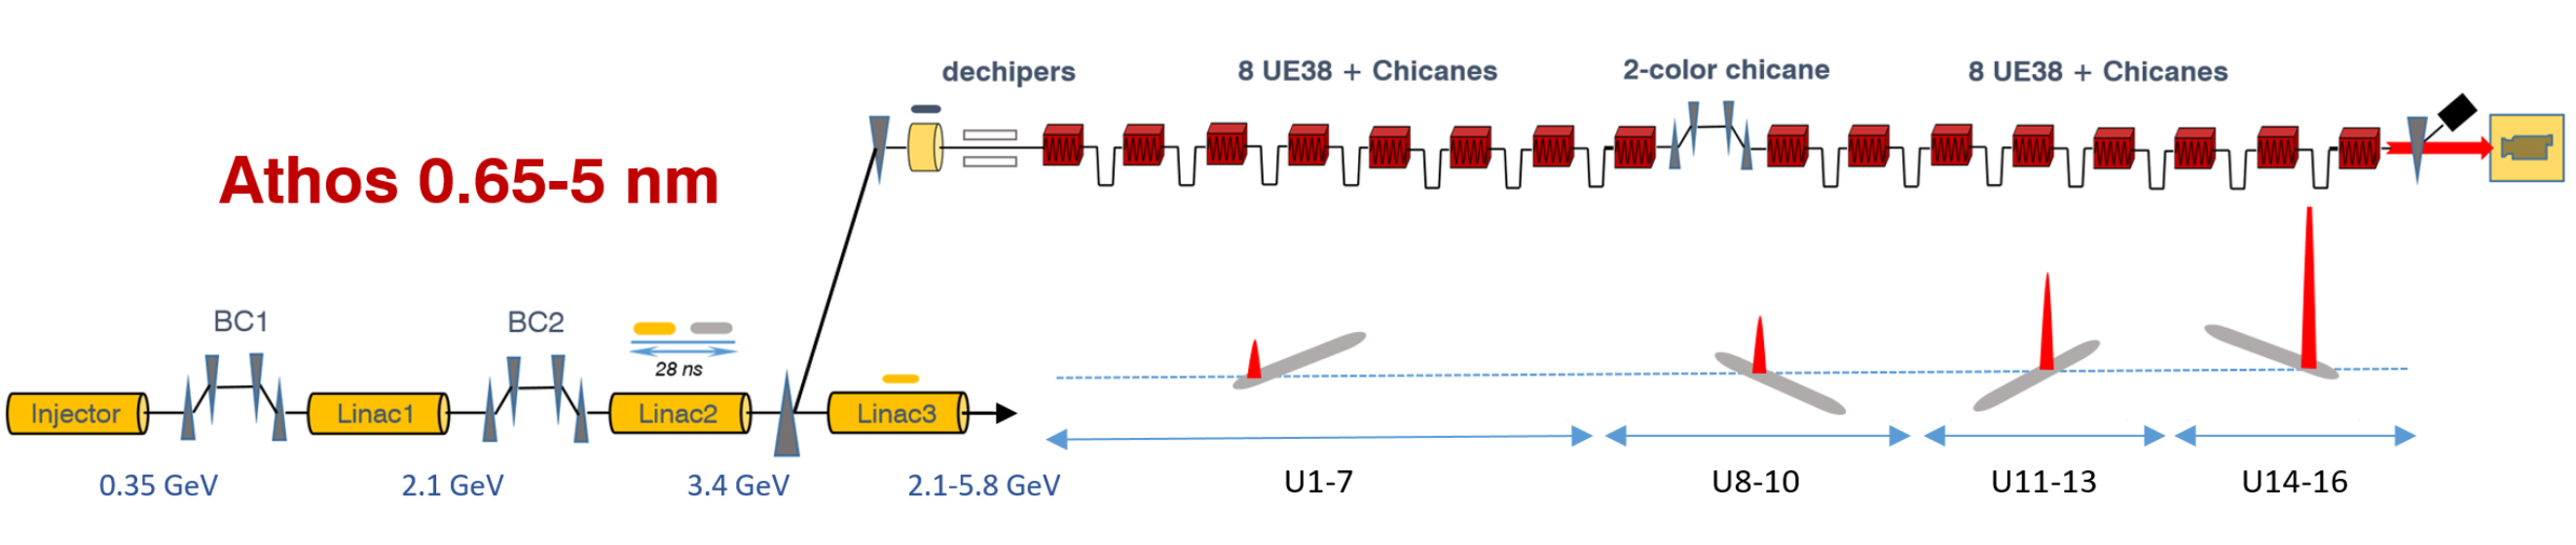 dechipers
8 UE38 + Chicanes
2-color chicane
8 UE38 + Chicanes
Athos 0.65-5 nm
BC1
BC2
28 ns
Injector
Linac1
Linac2
Linac3
0.35 GeV
2.1 GeV
3.4 GeV
2.1-5.8 GeV
U1-7
U8-10
U11-13
U14-16